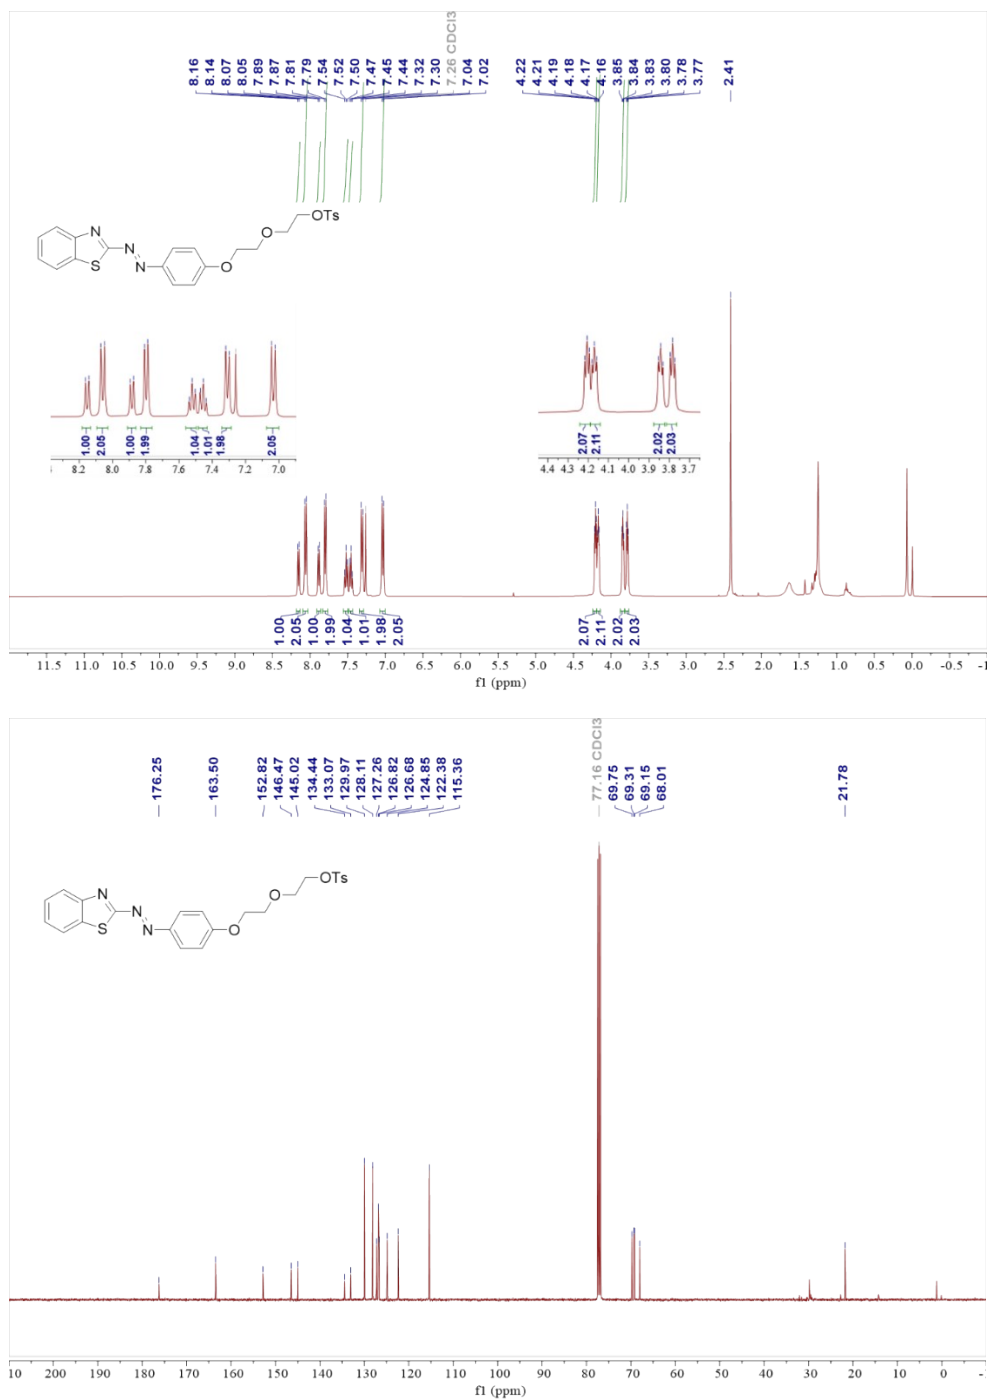 8.16 8.14 8.07 8.05 7.89 7.87 7.81 7.79 7.54 7.52 7.50 7.47 7.45 7.44 7.32 7.30 7.26 CDCl3 7.04 7.02 4.22 4.21 4.19 4.18 4.17 4.16 3.85 3.84 3.83 3.80 3.78 3.77 2.41
OTs
N O
N
S N O
1.00 2.05 1.00 1.99 1.04 1.01 1.98 2.05
8.2 8.0 7.8 7.6 7.4 7.2 7.0
2.07 2.11 2.02 2.03
4.4 4.3 4.2 4.1 4.0 3.9 3.8 3.7
1.00 2.05 1.00 1.99 1.04 1.01 1.98 2.05 2.07 2.11 2.02 2.03
11.5 11.0 10.5 10.0 9.5 9.0 8.5 8.0 7.5 7.0 6.5 6.0 5.5 5.0 4.5 4.0 3.5 3.0 2.5 2.0 1.5 1.0 0.5 0.0 -0.5 -1
f1 (ppm)
176.25 163.50 152.82 146.47 145.02 134.44 133.07 129.97 128.11 127.26 126.82 126.68 124.85 122.38 115.36 77.16 CDCl3 69.75 69.31 69.15 68.01 21.78
OTs
N O
N
S N O
10 200 190 180 170 160 150 140 130 120 110 100 90 80 70 60 50 40 30 20 10 0 -1
f1 (ppm)